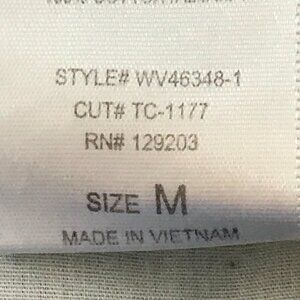 STYLE# WV46348-1
CUT# TC-1177
RN# 129203
SIZE M
MADE IN VIETNAM